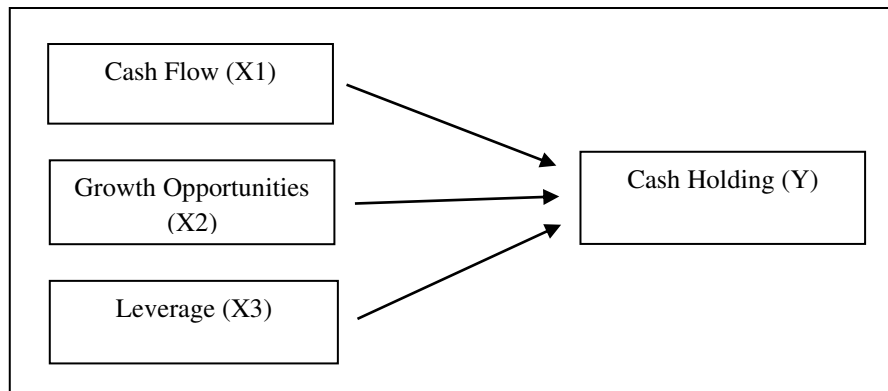 Cash Flow (X1)
Growth Opportunities
(X2)
Leverage (X3)
Cash Holding (Y)